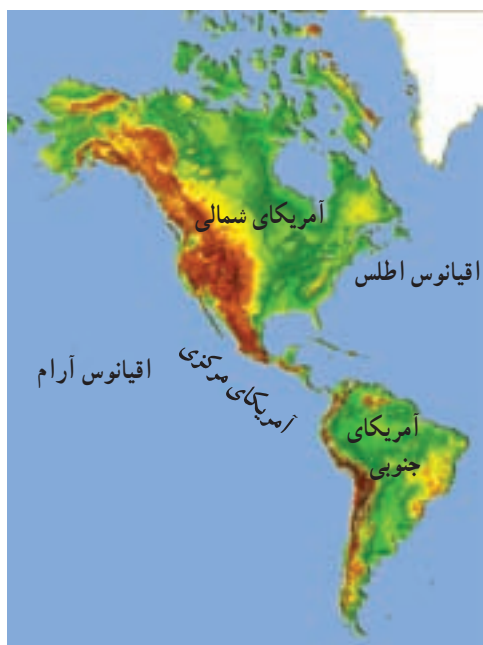 آمریکای شمالی
اقیانوس اطلس
اقیانوس آرام
آمریکای مرکزی
آمریکای
جنوبی